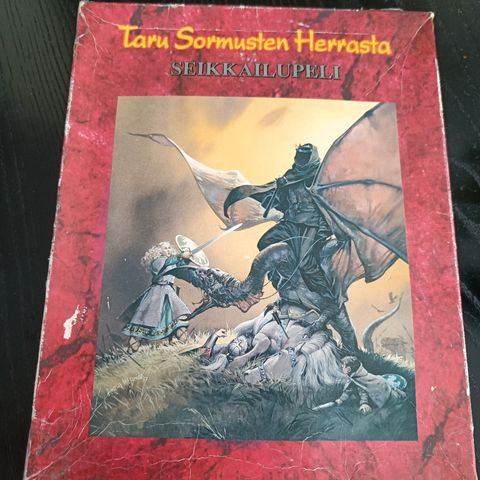 Taru Sormusten Herrasta
SEIKKAILUPELI